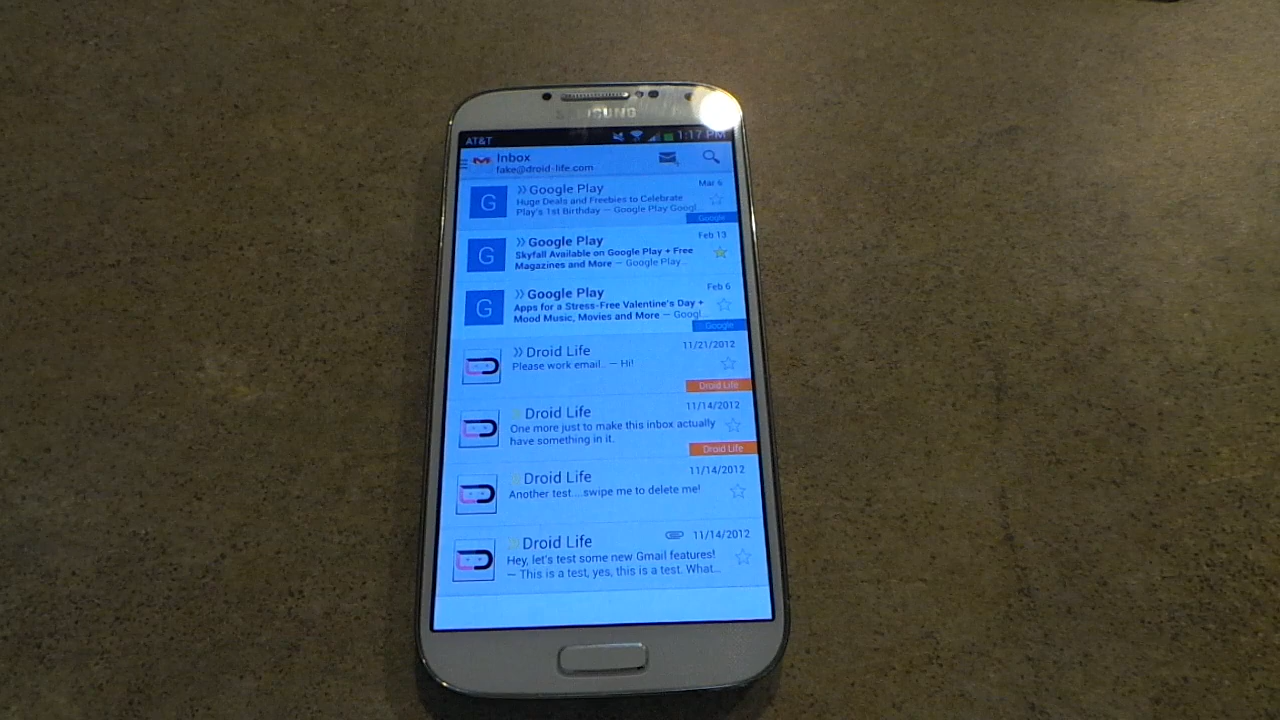 SAMSUNG
AT&T
1:17 PM
Inbox
fake@droid-life.com
G
Google Play
Mar 6
Huge Deals and Freebies to Celebrate
Play's 1st Birthday — Google Play Googl
Google
G
Google Play
Feb 13
Skyfall Available on Google Play + Free
Magazines and More — Google Play...
G
Google Play
Feb 6
Apps for a Stress-Free Valentine's Day +
Mood Music, Movies and More — Googl...
Google
Droid Life
11/21/2012
Please work email.. — Hi!
Droid Life
Droid Life
11/14/2012
One more just to make this inbox actually
have something in it.
Droid Life
Droid Life
11/14/2012
Another test....swipe me to delete me!
Droid Life
11/14/2012
Hey, let's test some new Gmail features!
— This is a test, yes, this is a test. What...